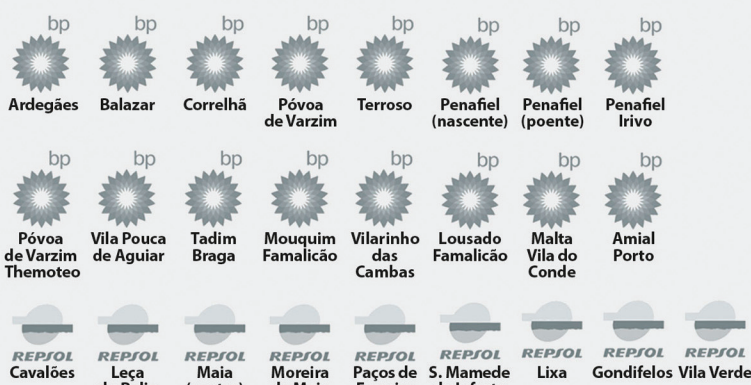 bp bp bp bp bp bp bp bp
Ardegães Balazar Correlhã Póvoa de Varzim Terroso Penafiel (nascente) Penafiel (poente) Penafiel Irivo
bp bp bp bp bp bp bp bp
Póvoa de Varzim Themoteo Vila Pouca de Aguiar Tadim Braga Mouquim Famalicão Vilarinho das Cambas Lousado Famalicão Malta Vila do Conde Amial Porto
REPSOL REPSOL REPSOL REPSOL REPSOL REPSOL REPSOL REPSOL REPSOL
Cavalões Leça Maia Moreira Paços de S. Mamede Lixa Gondifelos Vila Verde